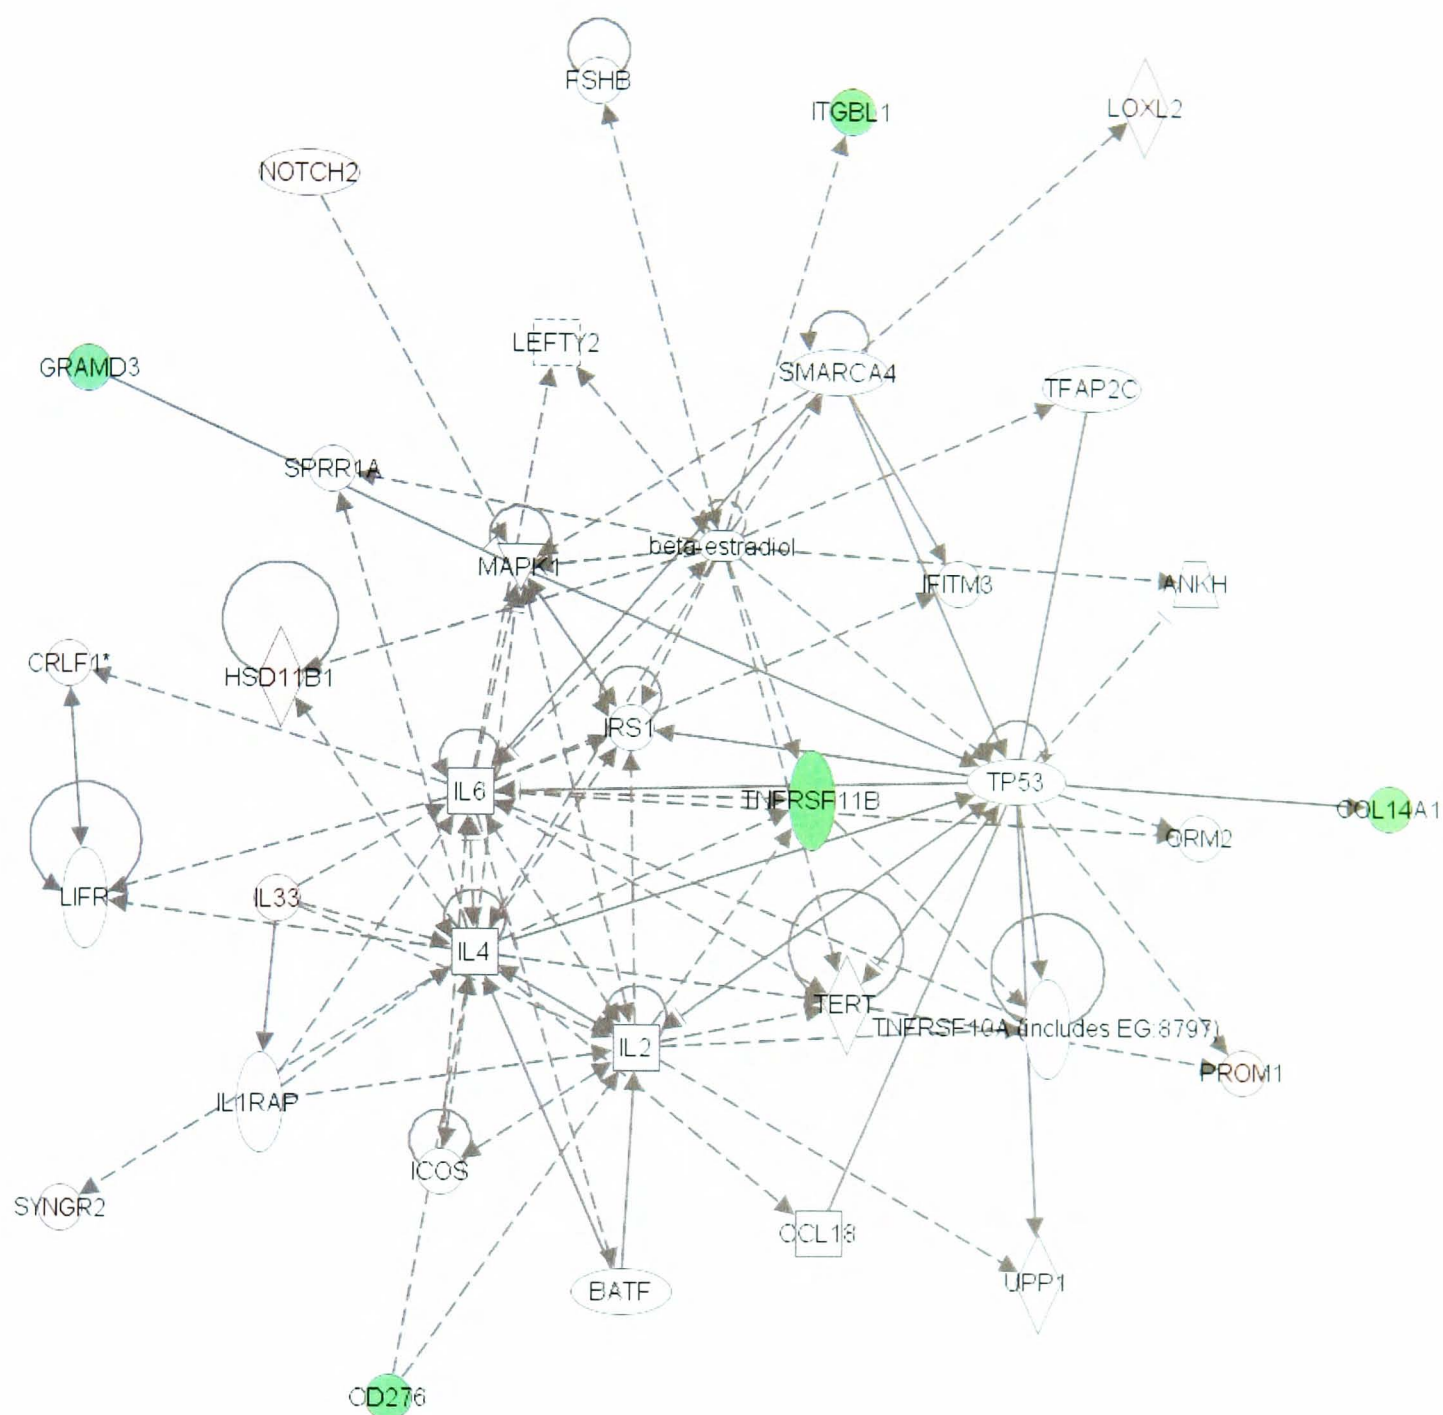 FSHB
ITGBL1
LOXL2
NOTCH2
LEFTY2
SMARCA4
GRAMD3
TFAP2C
SPRR1A
beta-estradiol
MAPK1
IFITM3
ANKH
CRLF1*
HSD11B1
IRS1
IL6
TNFRSF11B
TP53
COL14A1
ORM2
LIFR
IL33
IL4
TERT
TNFRSF10A (includes EG:8797)
IL2
PROM1
IL1RAP
ICOS
SYNGR2
CCL18
BATF
UPP1
CD276